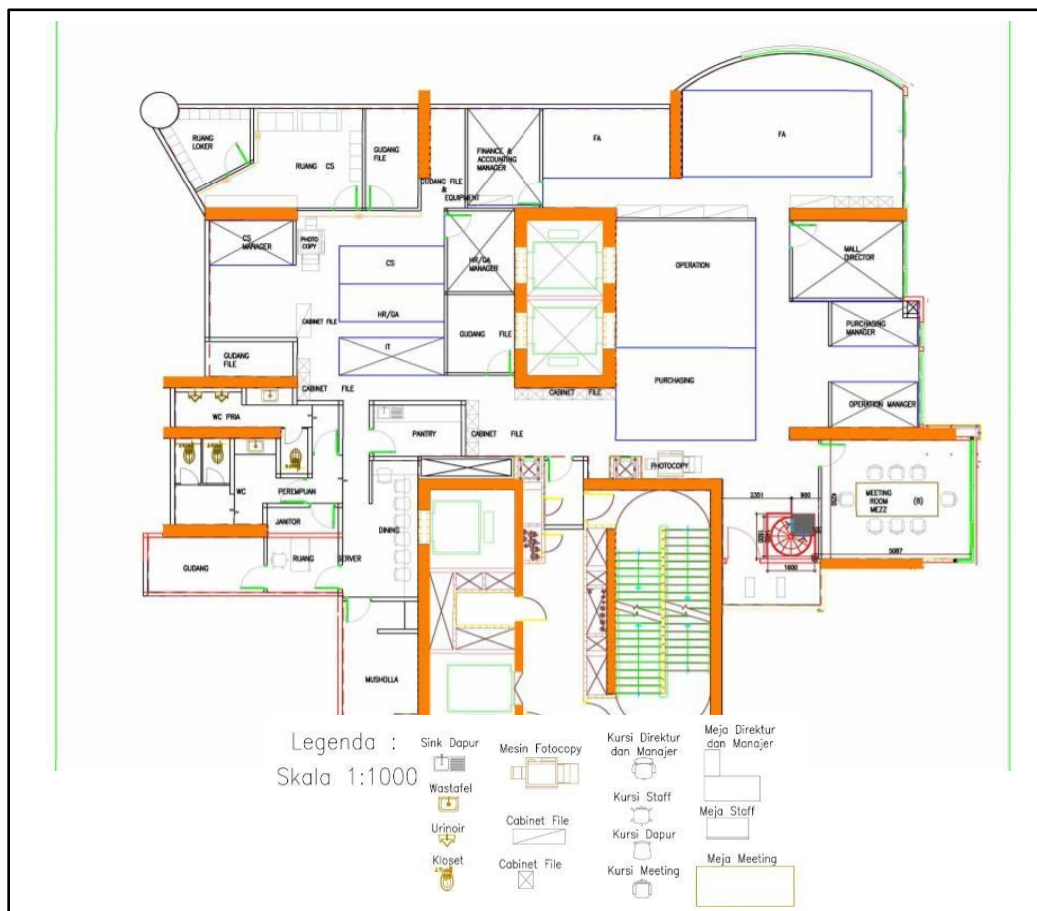 RUANG
LOKER
RUANG CS
GUDANG
FILE
GUDANG FILE
&
EQUIPMENT
FINANCE &
ACCOUNTING
MANAGER
FA
FA
CS
MANAGER
PHOTO
COPY
CS
HR/GA
MANAGER
OPERATION
MALL
DIRECTOR
HR/GA
CABINET FILE
IT
GUDANG FILE
PURCHASING
MANAGER
GUDANG
FILE
CABINET FILE
PURCHASING
CABINET FILE
OPERATION MANAGER
WC PRIA
PANTRY
CABINET FILE
PHOTOCOPY
WC
PEREMPUAN
JANITOR
DINING
MEETING
ROOM (8)
MEZZ
2351
900
4250
1600
5087
GUDANG
RUANG SERVER
MUSHOLLA
Legenda :
Skala 1:1000
Sink Dapur
Wastafel
Urinoir
Kloset
Mesin Fotocopy
Cabinet File
Cabinet File
Kursi Direktur
dan Manajer
Kursi Staff
Kursi Dapur
Kursi Meeting
Meja Direktur
dan Manajer
Meja Staff
Meja Meeting